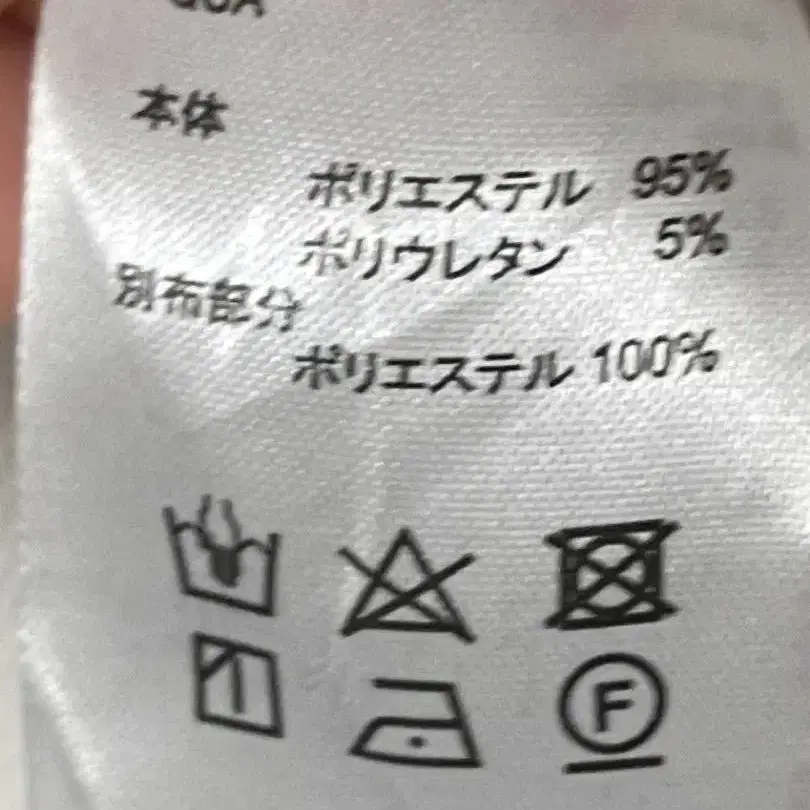 本体
ポリエステル 95%
ポリウレタン 5%
別布部分
ポリエステル 100%
F